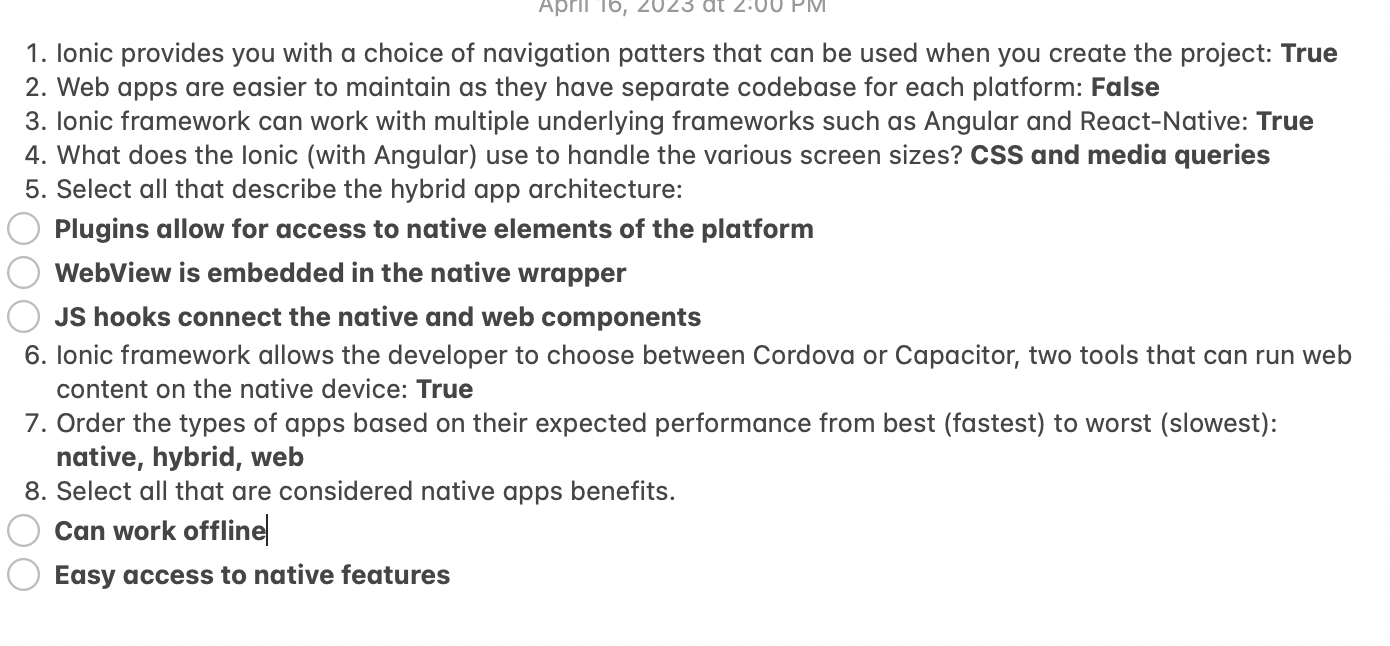 April 16, 2023 at 2:00 PM
1. Ionic provides you with a choice of navigation patters that can be used when you create the project: True
2. Web apps are easier to maintain as they have separate codebase for each platform: False
3. Ionic framework can work with multiple underlying frameworks such as Angular and React-Native: True
4. What does the Ionic (with Angular) use to handle the various screen sizes? CSS and media queries
5. Select all that describe the hybrid app architecture:
Plugins allow for access to native elements of the platform
WebView is embedded in the native wrapper
JS hooks connect the native and web components
6. Ionic framework allows the developer to choose between Cordova or Capacitor, two tools that can run web
content on the native device: True
7. Order the types of apps based on their expected performance from best (fastest) to worst (slowest):
native, hybrid, web
8. Select all that are considered native apps benefits.
Can work offline
Easy access to native features